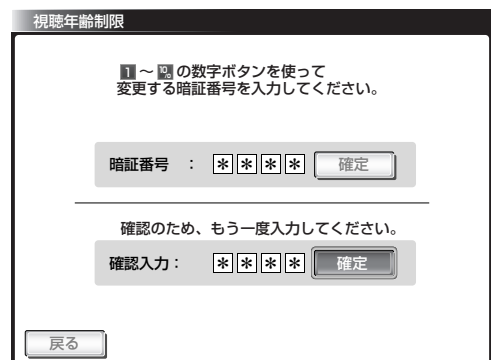 視聴年齢制限
1 ～ 10 の数字ボタンを使って
変更する暗証番号を入力してください。
暗証番号 ： ＊＊＊＊ 確定
確認のため、もう一度入力してください。
確認入力： ＊＊＊＊ 確定
戻る